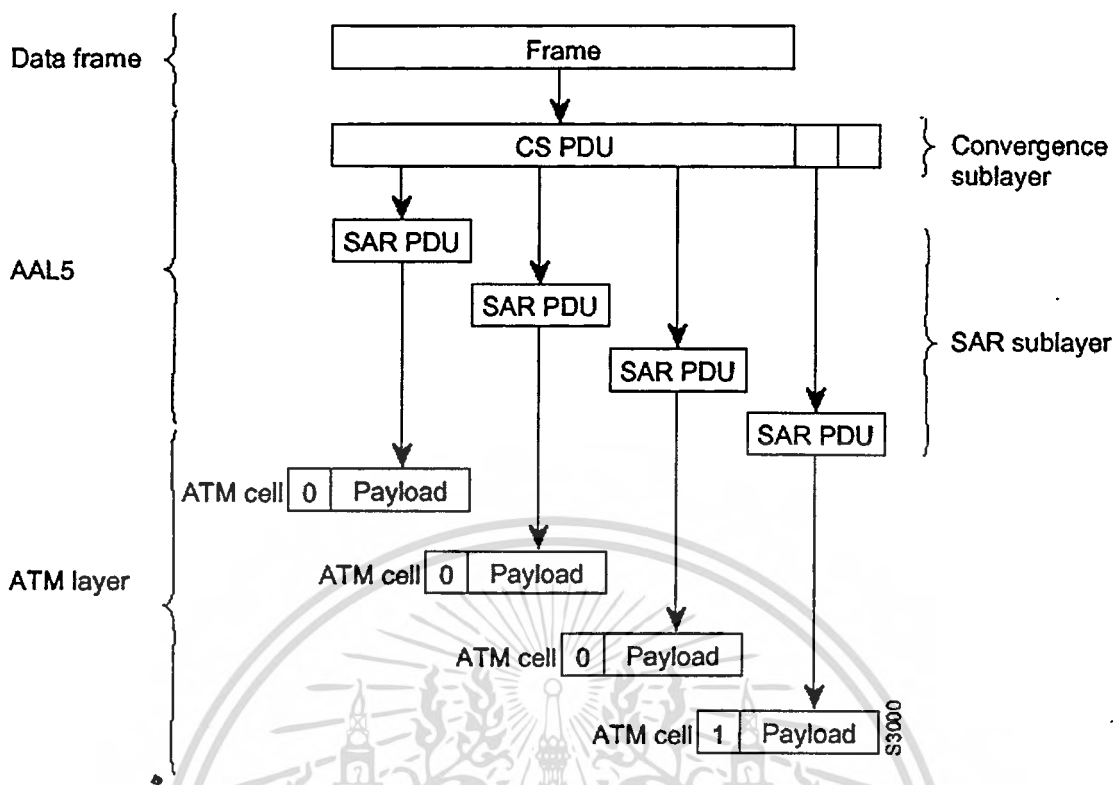 Data frame
Frame
CS PDU
Convergence
sublayer
SAR PDU
AAL5
SAR PDU
SAR sublayer
SAR PDU
SAR PDU
ATM cell 0 Payload
ATM layer
ATM cell 0 Payload
ATM cell 0 Payload
ATM cell 1 Payload
S3000